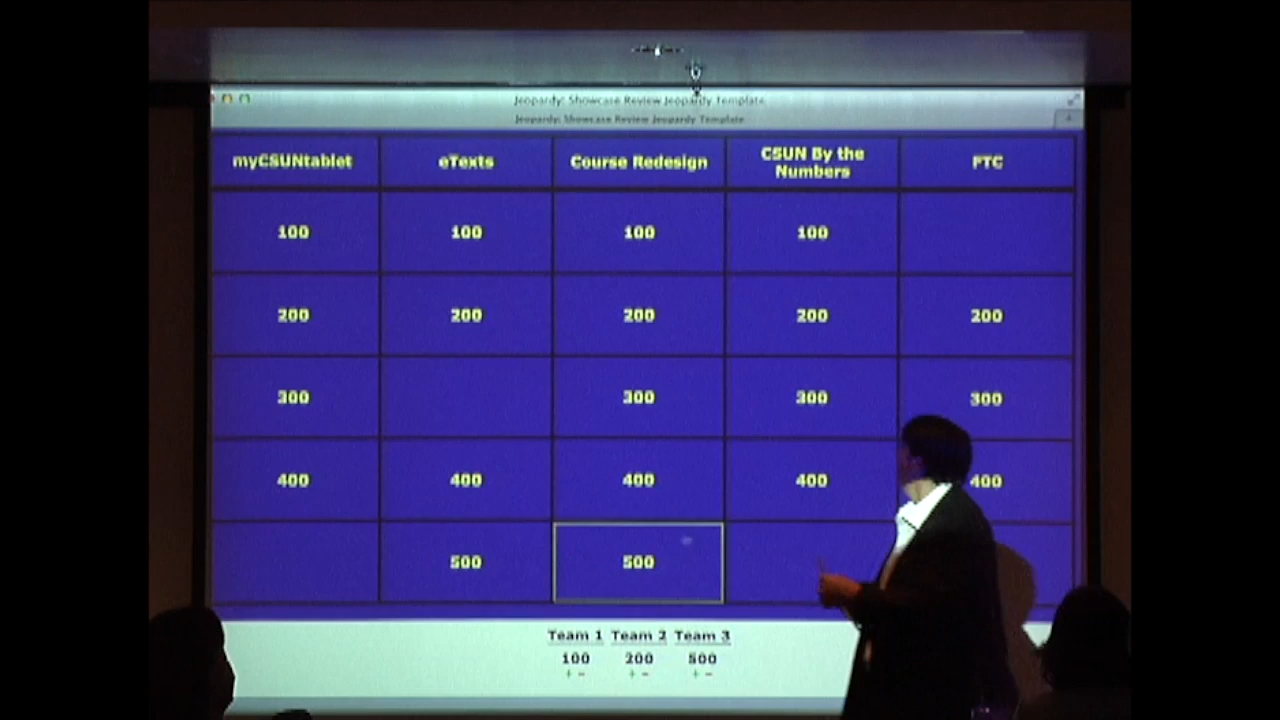 Jeopardy: Showcase Review Jeopardy Template
Jeopardy: Showcase Review Jeopardy Template
myCSUNtablet eTexts Course Redesign CSUN By the Numbers FTC
100 100 100 100
200 200 200 200 200
300 300 300 300
400 400 400 400 400
500 500
Team 1 Team 2 Team 3
100 200 500
+ - + - + -